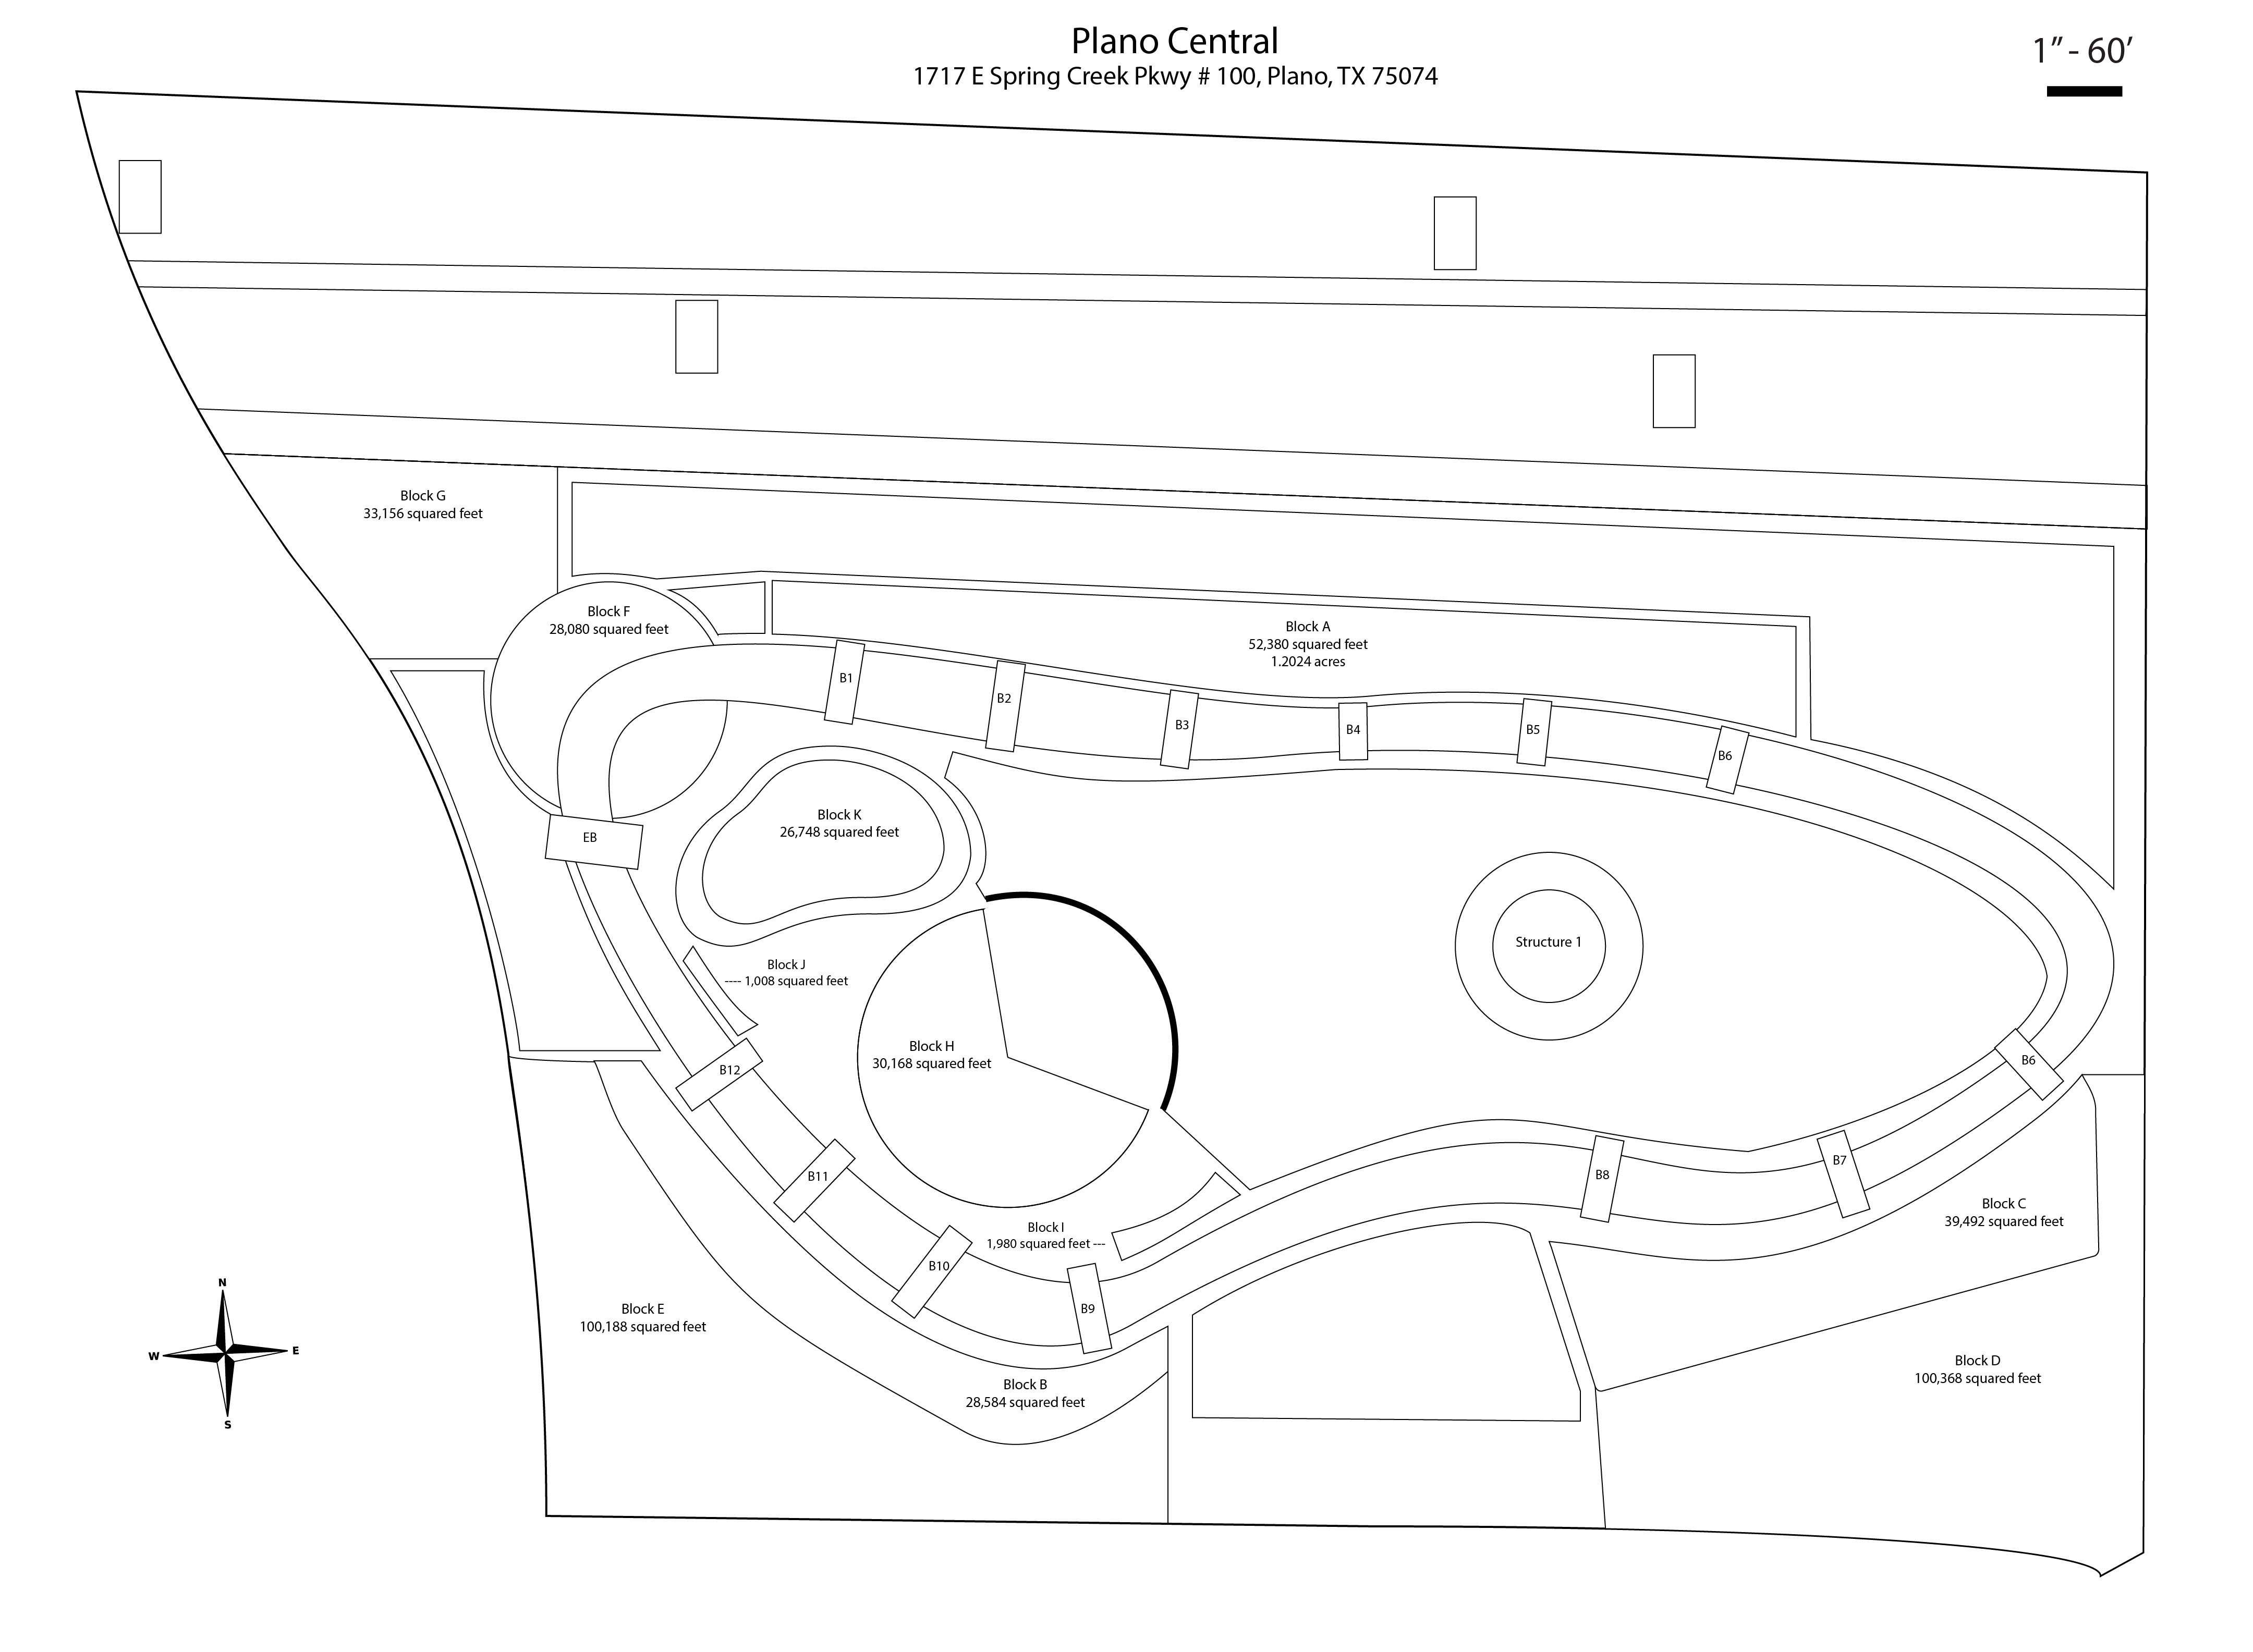 Plano Central
1717 E Spring Creek Pkwy # 100, Plano, TX 75074
1” - 60’
Block G
33,156 squared feet
Block F
28,080 squared feet
Block A
52,380 squared feet
1.2024 acres
B1
B2
B3
B4
B5
B6
EB
Block K
26,748 squared feet
Structure 1
Block J
---- 1,008 squared feet
Block H
30,168 squared feet
B6
B12
B7
B11
B8
Block C
39,492 squared feet
Block I
1,980 squared feet ---
B10
B9
N
W
E
S
Block E
100,188 squared feet
Block D
100,368 squared feet
Block B
28,584 squared feet